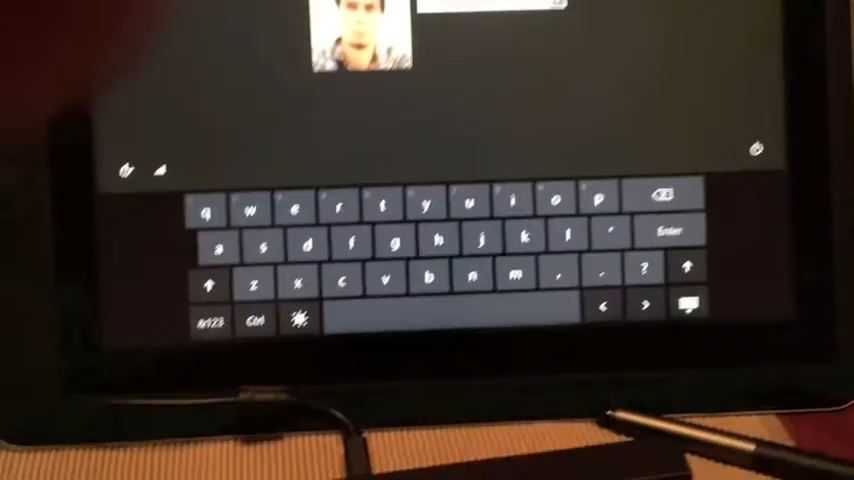 q w e r t y u i o p
a s d f g h j k l ' Enter
z x c v b n m , . ?
&123 Ctrl < >